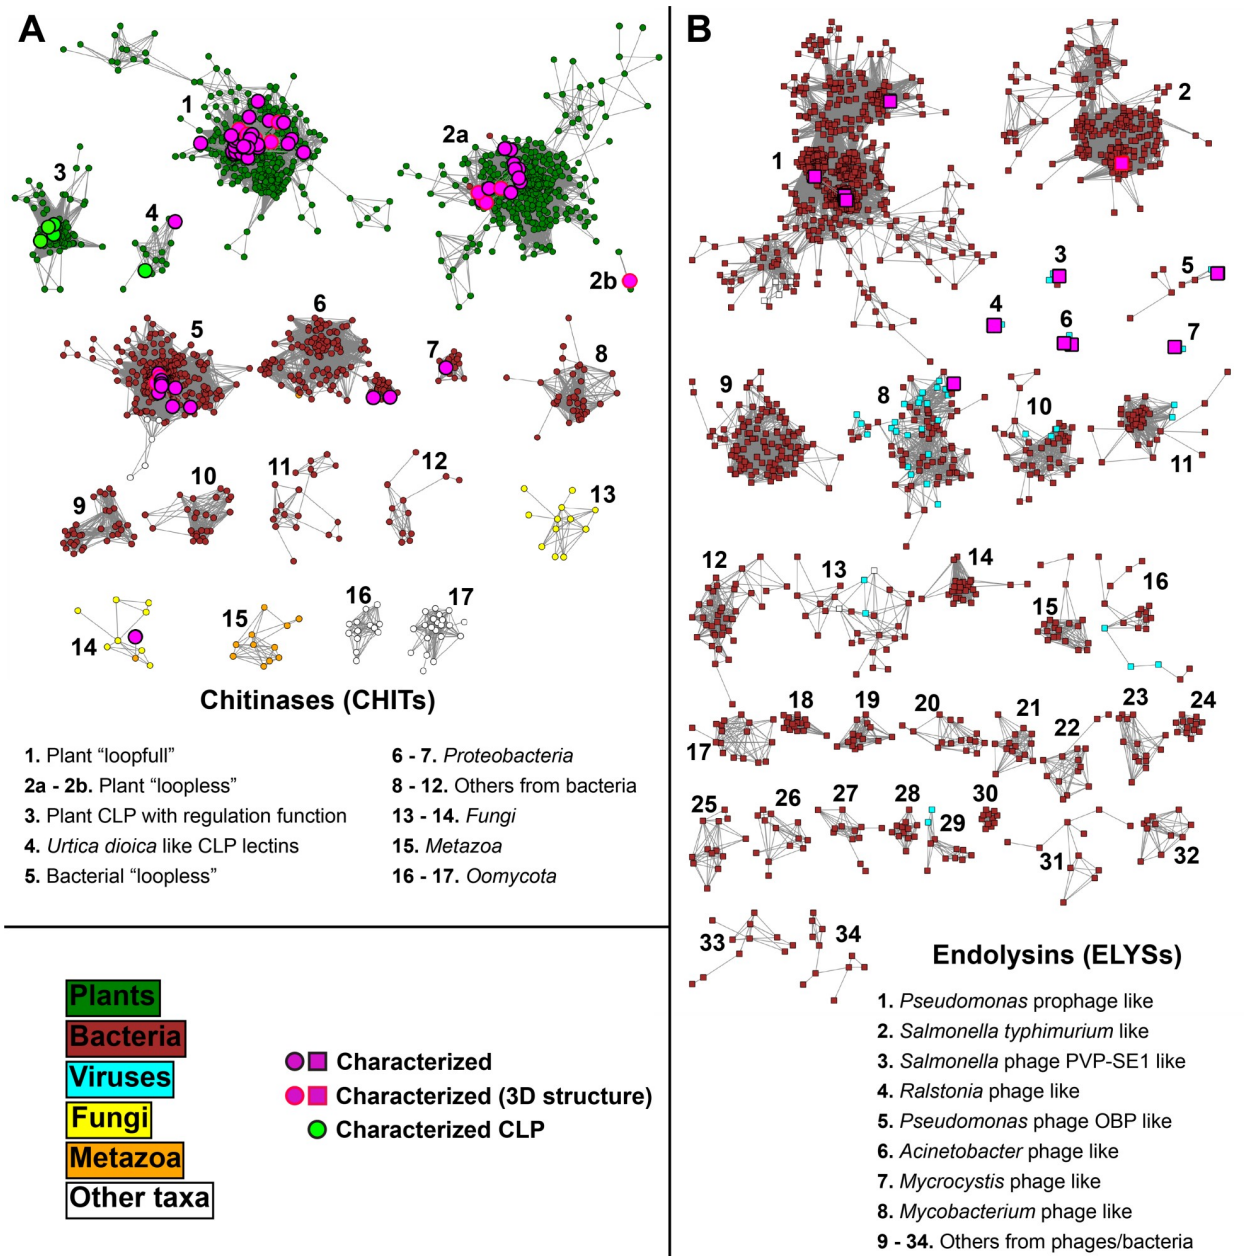 A
1
2a
3
4
2b
5
6
7
8
9
10
11
12
13
14
15
16
17
Chitinases (CHITs)
1. Plant “loopfull”
2a - 2b. Plant “loopless”
3. Plant CLP with regulation function
4. Urtica dioica like CLP lectins
5. Bacterial “loopless”
6 - 7. Proteobacteria
8 - 12. Others from bacteria
13 - 14. Fungi
15. Metazoa
16 - 17. Oomycota
Plants
Bacteria
Viruses
Fungi
Metazoa
Other taxa
Characterized
Characterized (3D structure)
Characterized CLP
B
1
2
3
4
5
6
7
8
9
10
11
12
13
14
15
16
17
18
19
20
21
22
23
24
25
26
27
28
29
30
31
32
33
34
Endolysins (ELYSs)
1. Pseudomonas prophage like
2. Salmonella typhimurium like
3. Salmonella phage PVP-SE1 like
4. Ralstonia phage like
5. Pseudomonas phage OBP like
6. Acinetobacter phage like
7. Mycrocystis phage like
8. Mycobacterium phage like
9 - 34. Others from phages/bacteria